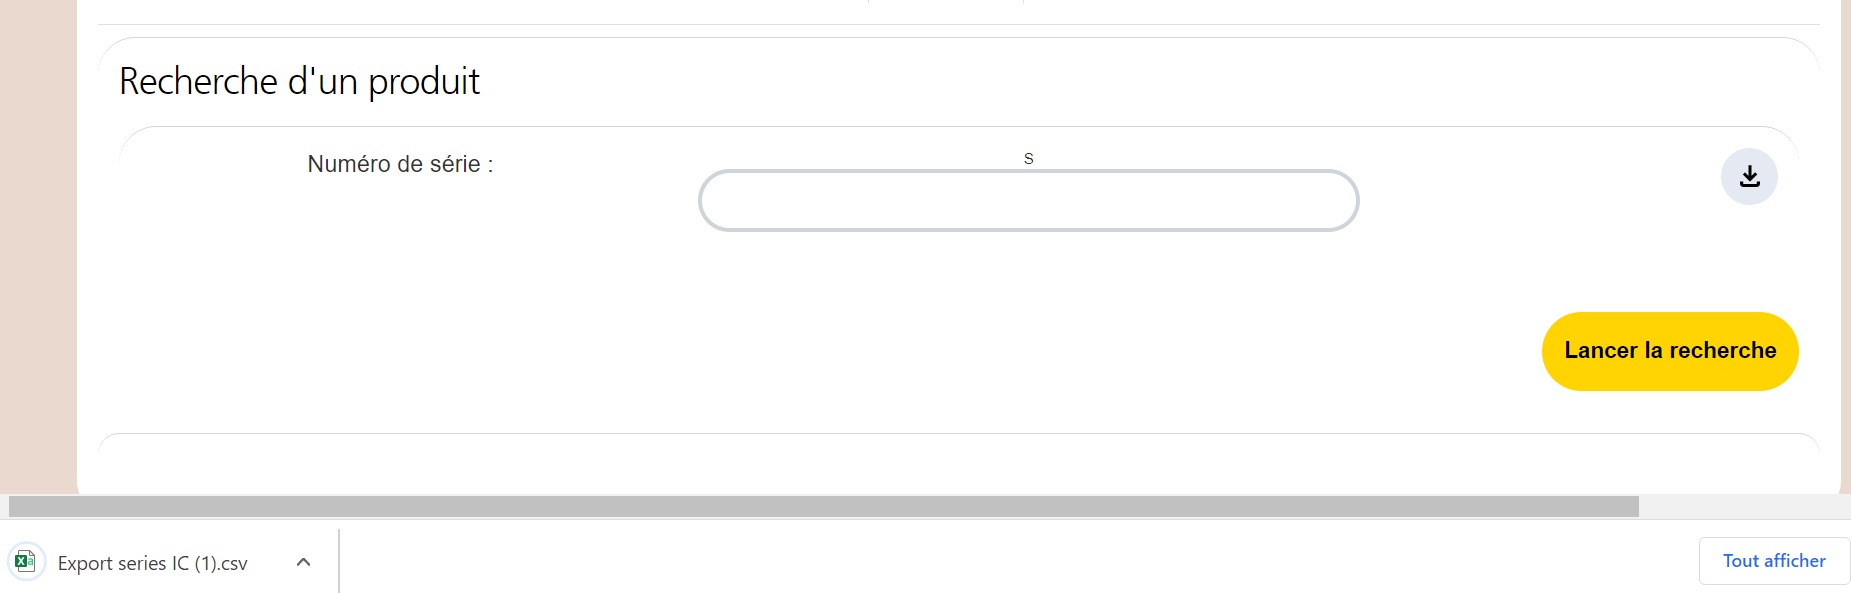 Recherche d'un produit
Numéro de série :
s
Lancer la recherche
Export series IC (1).csv
Tout afficher